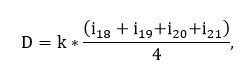 D = k * (i₁₈ + i₁₉+i₂₀+i₂₁) / 4,